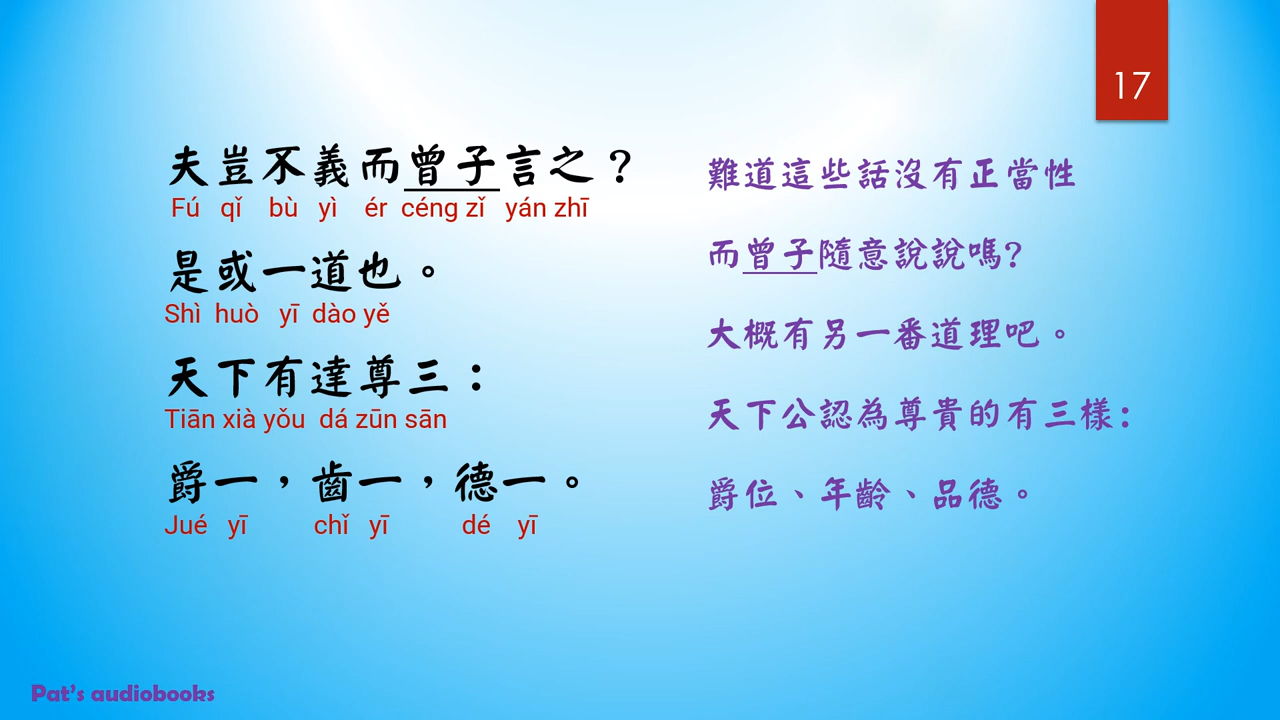 17
夫豈不義而曾子言之？
Fú qǐ bù yì ér céng zǐ yán zhī
是或一道也。
Shì huò yī dào yě
天下有達尊三：
Tiān xià yǒu dá zūn sān
爵一，齒一，德一。
Jué yī chǐ yī dé yī
難道這些話沒有正當性
而曾子隨意說說嗎?
大概有另一番道理吧。
天下公認為尊貴的有三樣:
爵位、年齡、品德。
Pat's audiobooks